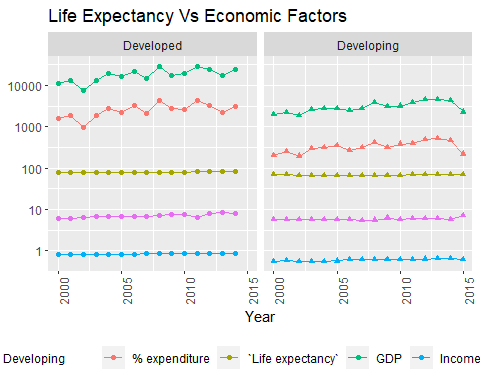 Life Expectancy Vs Economic Factors
Developed Developing
10000
1000
100
10
1
2000 2005 2010 2015 2000 2005 2010 2015
Year
Developing % expenditure `Life expectancy` GDP Income